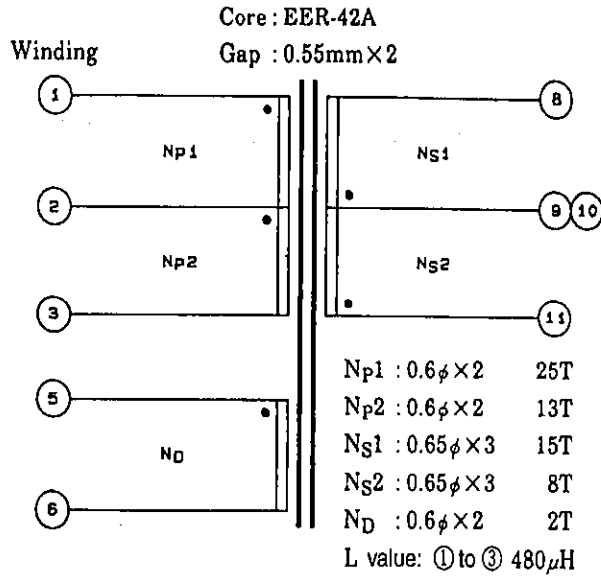 Core : EER-42A
Winding
Gap : 0.55mm×2
1
8
NP1
NS1
2
9 10
NP2
NS2
3
11
NP1 : 0.6φ×2 25T
5
NP2 : 0.6φ×2 13T
NS1 : 0.65φ×3 15T
ND
NS2 : 0.65φ×3 8T
6
ND : 0.6φ×2 2T
L value: ① to ③ 480μH